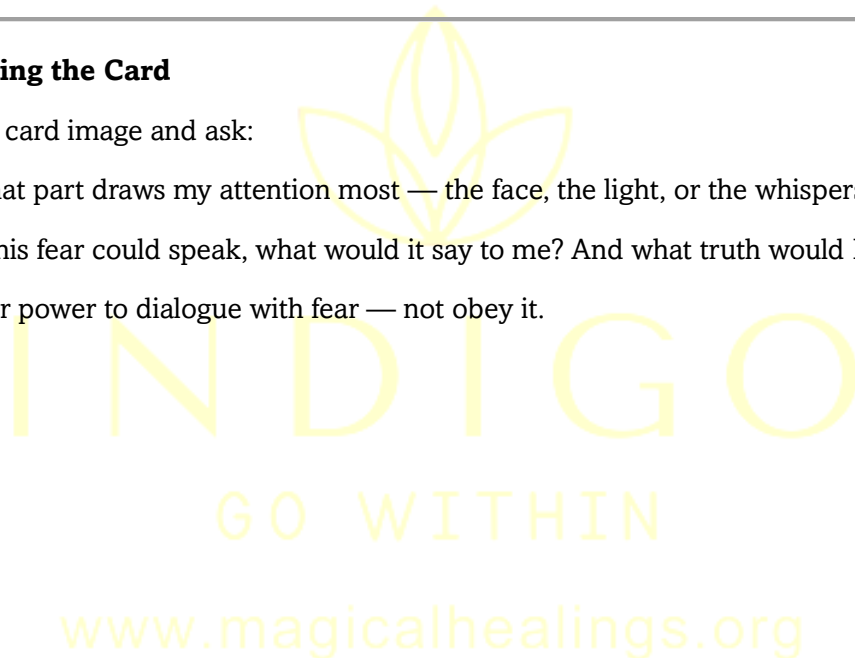 ing the Card
card image and ask:
hat part draws my attention most — the face, the light, or the whispers
his fear could speak, what would it say to me? And what truth would
r power to dialogue with fear — not obey it.
INDIGO
GO WITHIN
www.magicalhealings.org